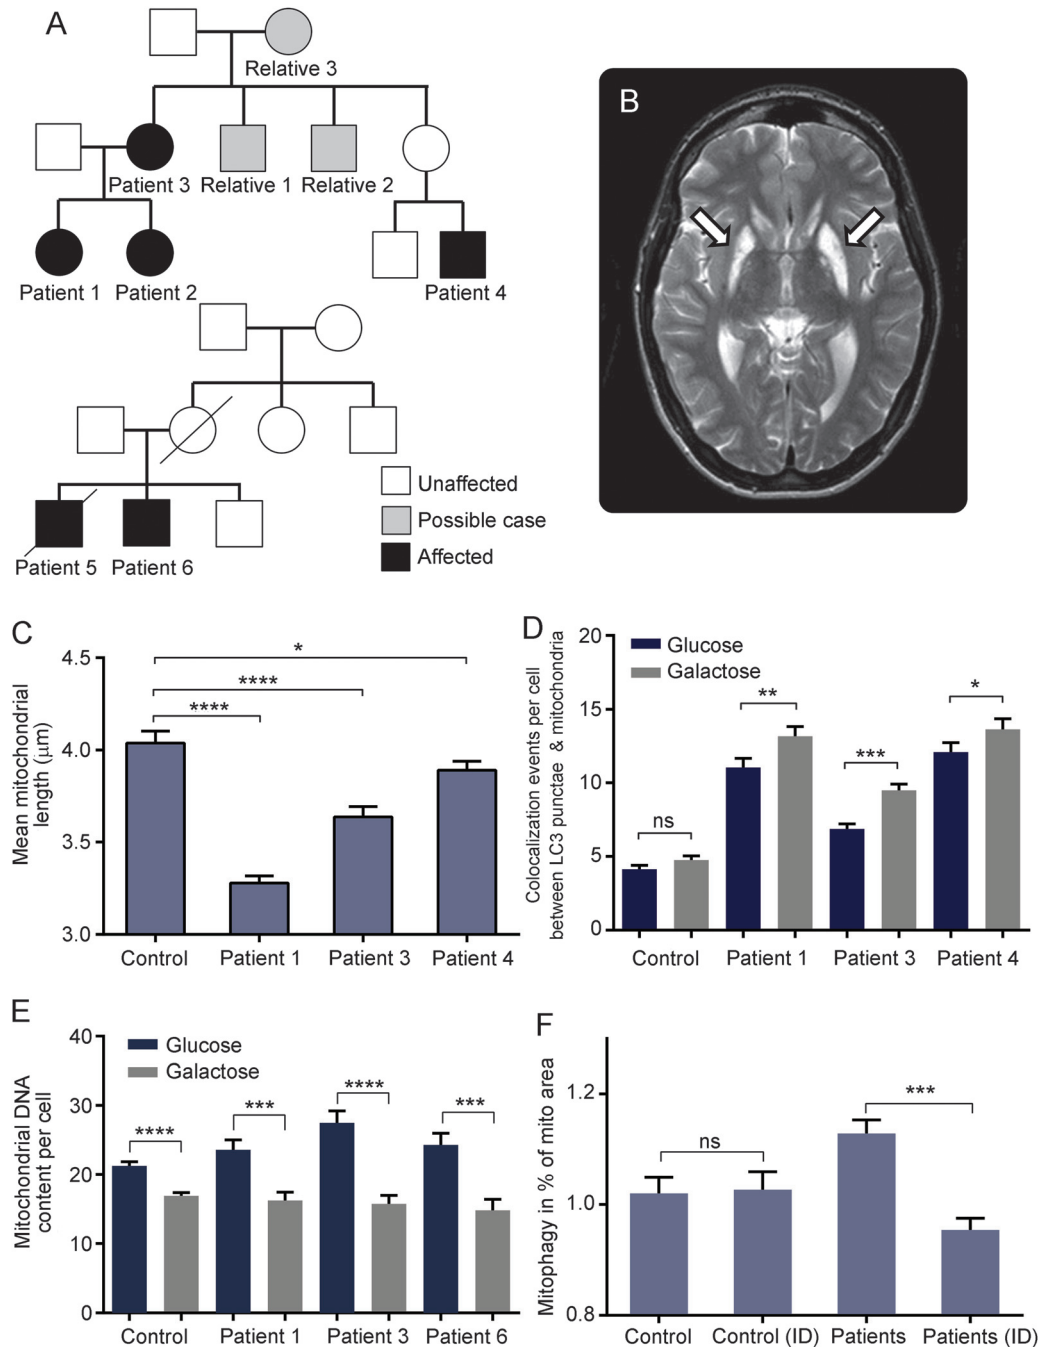 A
Relative 3
Patient 3 Relative 1 Relative 2
Patient 1 Patient 2 Patient 4
Unaffected
Possible case
Affected
Patient 5 Patient 6
B
C
Mean mitochondrial
length (μm)
4.5
4.0
3.5
3.0
*
****
****
Control Patient 1 Patient 3 Patient 4
D
Colocalization events per cell
between LC3 punctae & mitochondria
20
15
10
5
0
Glucose
Galactose
ns
**
***
*
Control Patient 1 Patient 3 Patient 4
E
Mitochondrial DNA
content per cell
40
30
20
10
0
Glucose
Galactose
****
***
****
***
Control Patient 1 Patient 3 Patient 6
F
Mitophagy in % of mito area
1.2
1.0
0.8
ns
***
Control Control (ID) Patients Patients (ID)